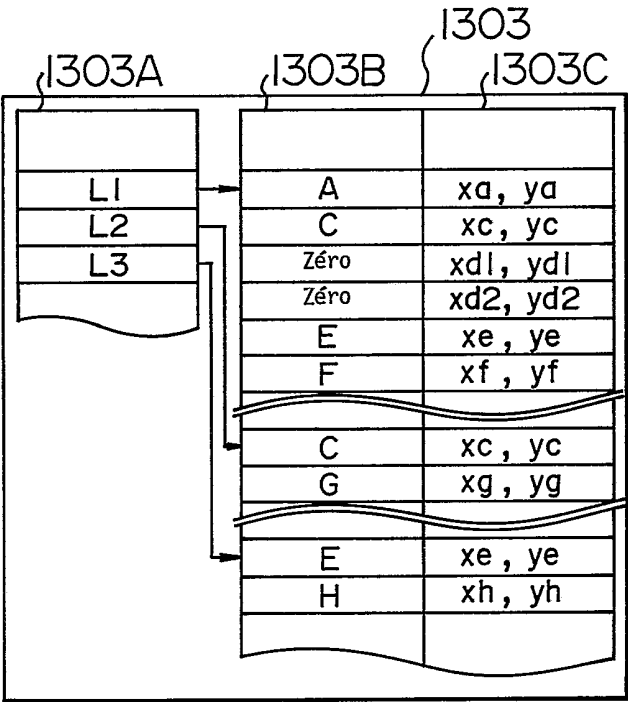 1303
1303A 1303B 1303C
L1 A xa, ya
L2 C xc, yc
L3 Zéro xd1, yd1
Zéro xd2, yd2
E xe, ye
F xf, yf
C xc, yc
G xg, yg
E xe, ye
H xh, yh